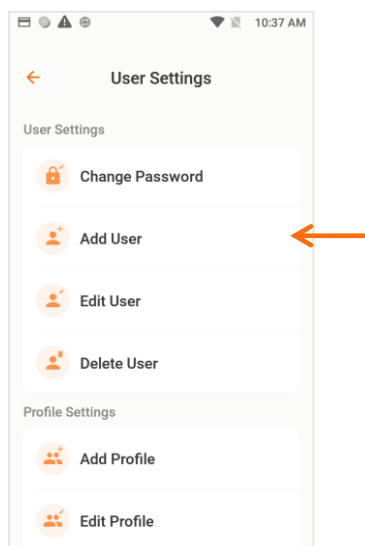 10:37 AM
User Settings
User Settings
Change Password
Add User
Edit User
Delete User
Profile Settings
Add Profile
Edit Profile